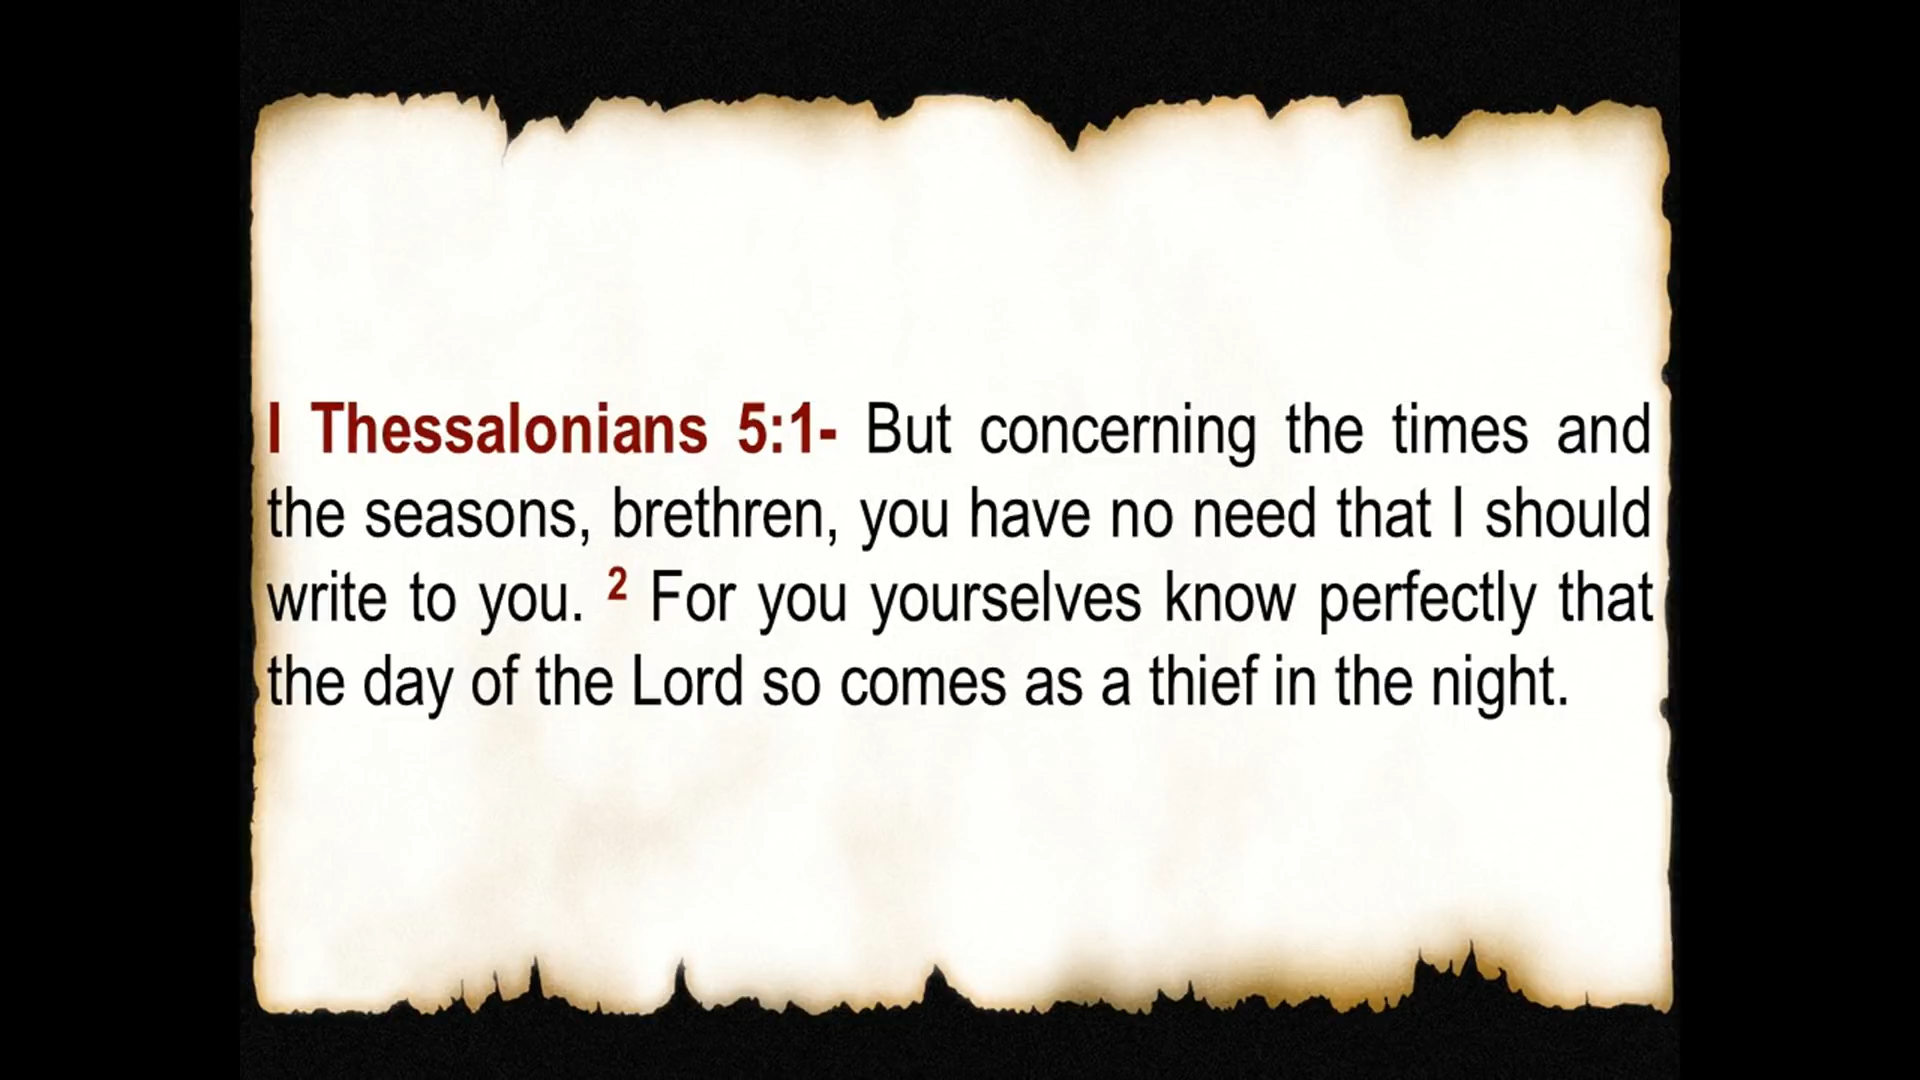 I Thessalonians 5:1- But concerning the times and
the seasons, brethren, you have no need that I should
write to you. 2 For you yourselves know perfectly that
the day of the Lord so comes as a thief in the night.